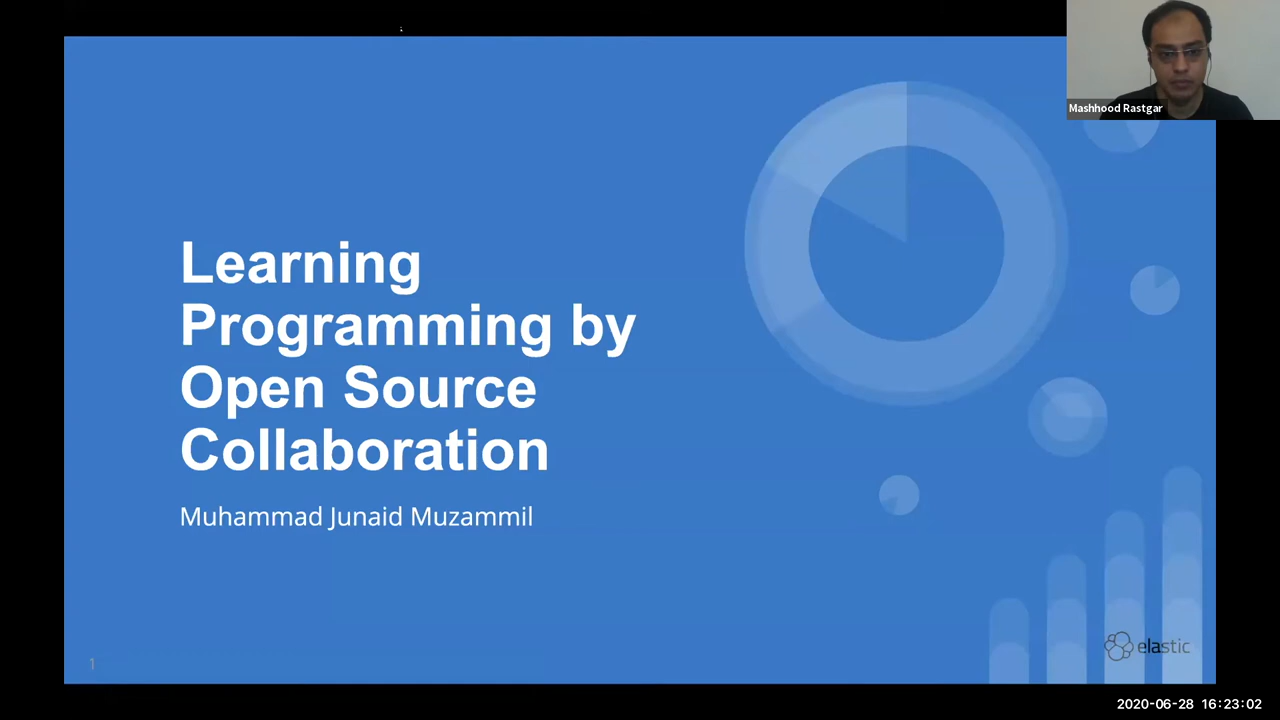 Mashhood Rastgar
Learning
Programming by
Open Source
Collaboration
Muhammad Junaid Muzammil
1
elastic
2020-06-28 16:23:02